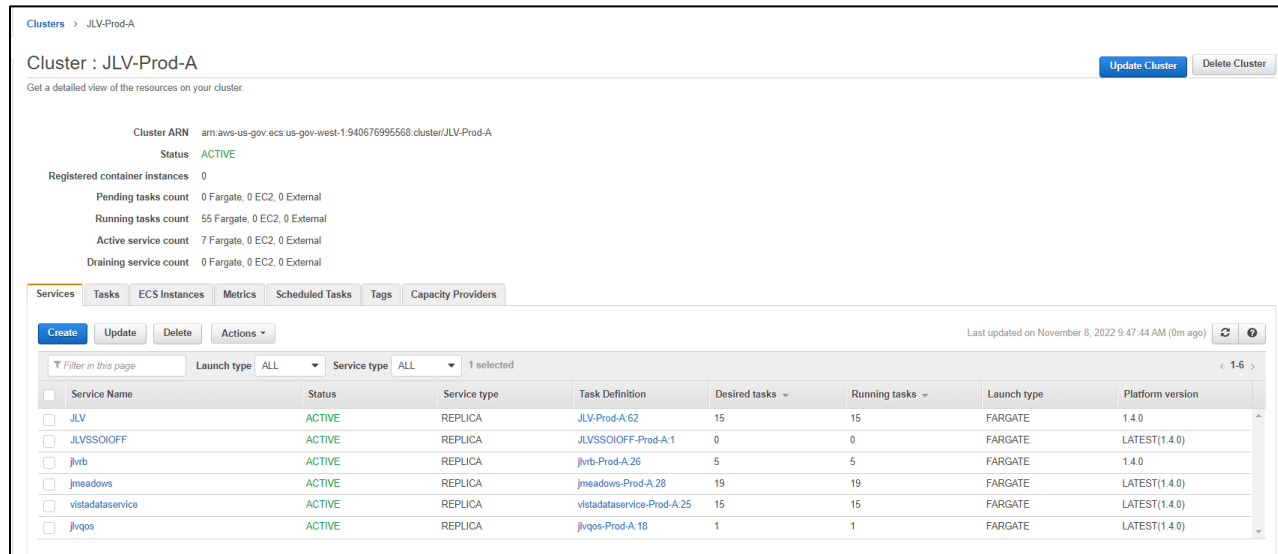 Clusters > JLV-Prod-A
Cluster : JLV-Prod-A
Update Cluster Delete Cluster
Get a detailed view of the resources on your cluster.
Cluster ARN arn:aws-us-gov:ecs:us-gov-west-1:940676995568:cluster/JLV-Prod-A
Status ACTIVE
Registered container instances 0
Pending tasks count 0 Fargate, 0 EC2, 0 External
Running tasks count 55 Fargate, 0 EC2, 0 External
Active service count 7 Fargate, 0 EC2, 0 External
Draining service count 0 Fargate, 0 EC2, 0 External
Services Tasks ECS Instances Metrics Scheduled Tasks Tags Capacity Providers
Create Update Delete Actions Last updated on November 8, 2022 9:47:44 AM (0m ago)
Filter in this page Launch type ALL Service type ALL 1 selected < 1-6 >
Service Name Status Service type Task Definition Desired tasks Running tasks Launch type Platform version
JLV ACTIVE REPLICA JLV-Prod-A:62 15 15 FARGATE 1.4.0
JLVSSOIOFF ACTIVE REPLICA JLVSSOIOFF-Prod-A:1 0 0 FARGATE LATEST(1.4.0)
jlvrb ACTIVE REPLICA jlvrb-Prod-A:26 5 5 FARGATE 1.4.0
jmeadows ACTIVE REPLICA jmeadows-Prod-A:28 19 19 FARGATE LATEST(1.4.0)
vistadataservice ACTIVE REPLICA vistadataservice-Prod-A:25 15 15 FARGATE LATEST(1.4.0)
jlvqos ACTIVE REPLICA jlvqos-Prod-A:18 1 1 FARGATE LATEST(1.4.0)